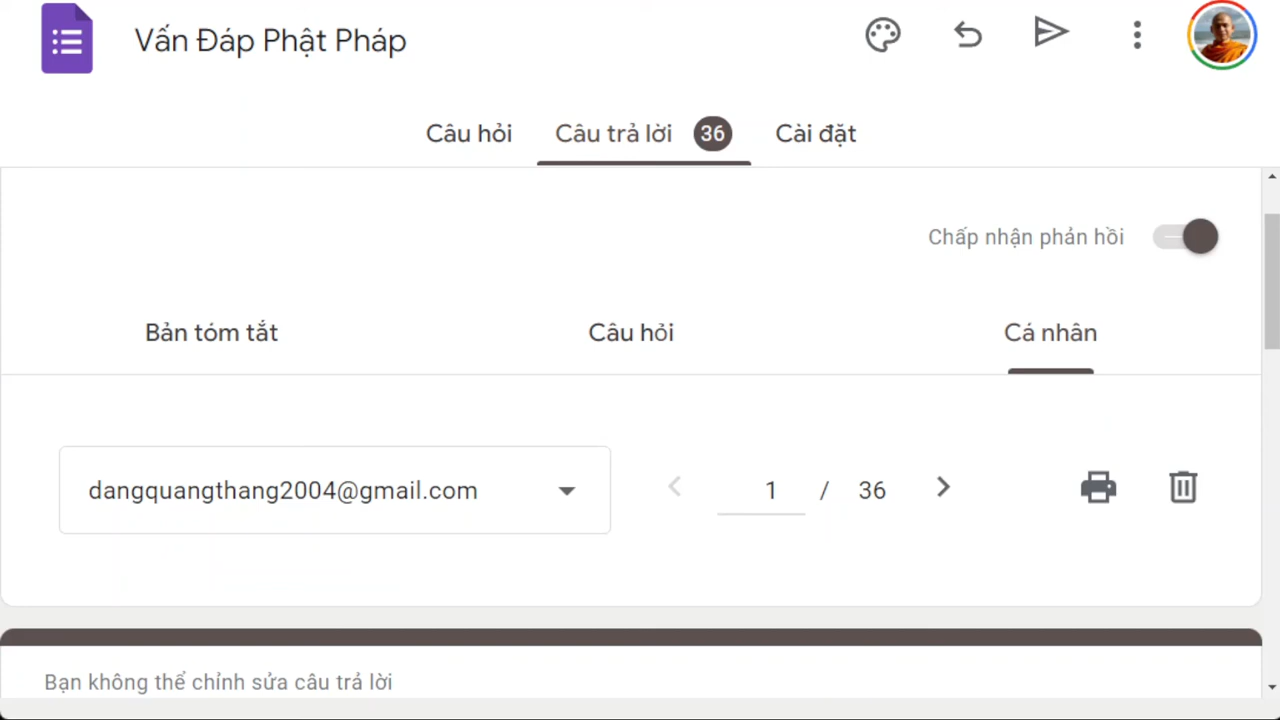 Vấn Đáp Phật Pháp
Câu hỏi Câu trả lời 36 Cài đặt
Chấp nhận phản hồi
Bản tóm tắt Câu hỏi Cá nhân
dangquangthang2004@gmail.com 1 / 36
Bạn không thể chỉnh sửa câu trả lời